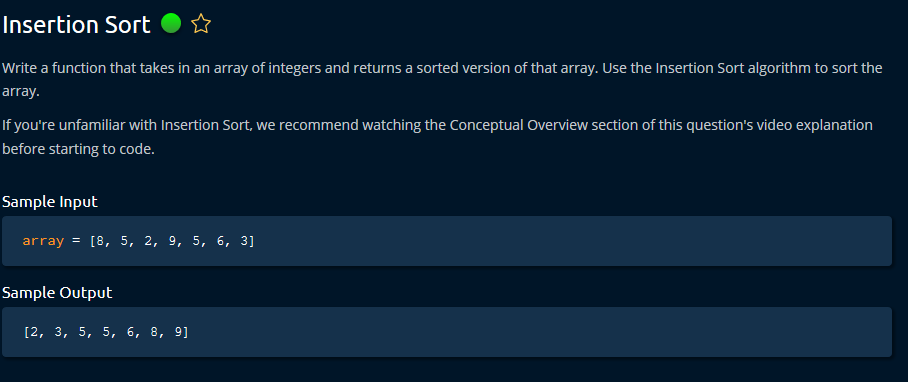 Insertion Sort
Write a function that takes in an array of integers and returns a sorted version of that array. Use the Insertion Sort algorithm to sort the
array.
If you're unfamiliar with Insertion Sort, we recommend watching the Conceptual Overview section of this question's video explanation
before starting to code.
Sample Input
array = [8, 5, 2, 9, 5, 6, 3]
Sample Output
[2, 3, 5, 5, 6, 8, 9]